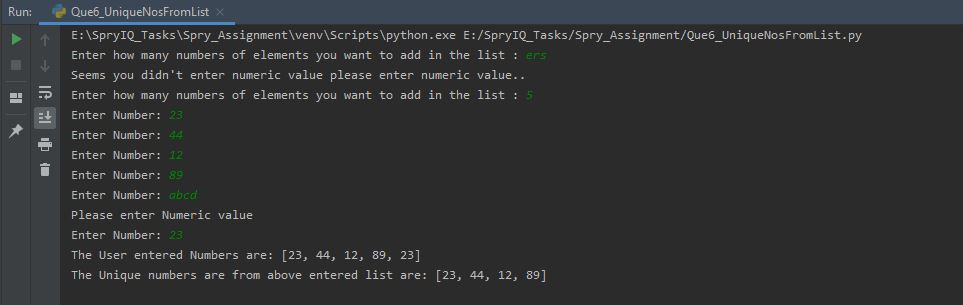 Run: Que6_UniqueNosFromList ×
E:\SpryIQ_Tasks\Spry_Assignment\venv\Scripts\python.exe E:/SpryIQ_Tasks/Spry_Assignment/Que6_UniqueNosFromList.py
Enter how many numbers of elements you want to add in the list : ers
Seems you didn't enter numeric value please enter numeric value..
Enter how many numbers of elements you want to add in the list : 5
Enter Number: 23
Enter Number: 44
Enter Number: 12
Enter Number: 89
Enter Number: abcd
Please enter Numeric value
Enter Number: 23
The User entered Numbers are: [23, 44, 12, 89, 23]
The Unique numbers are from above entered list are: [23, 44, 12, 89]